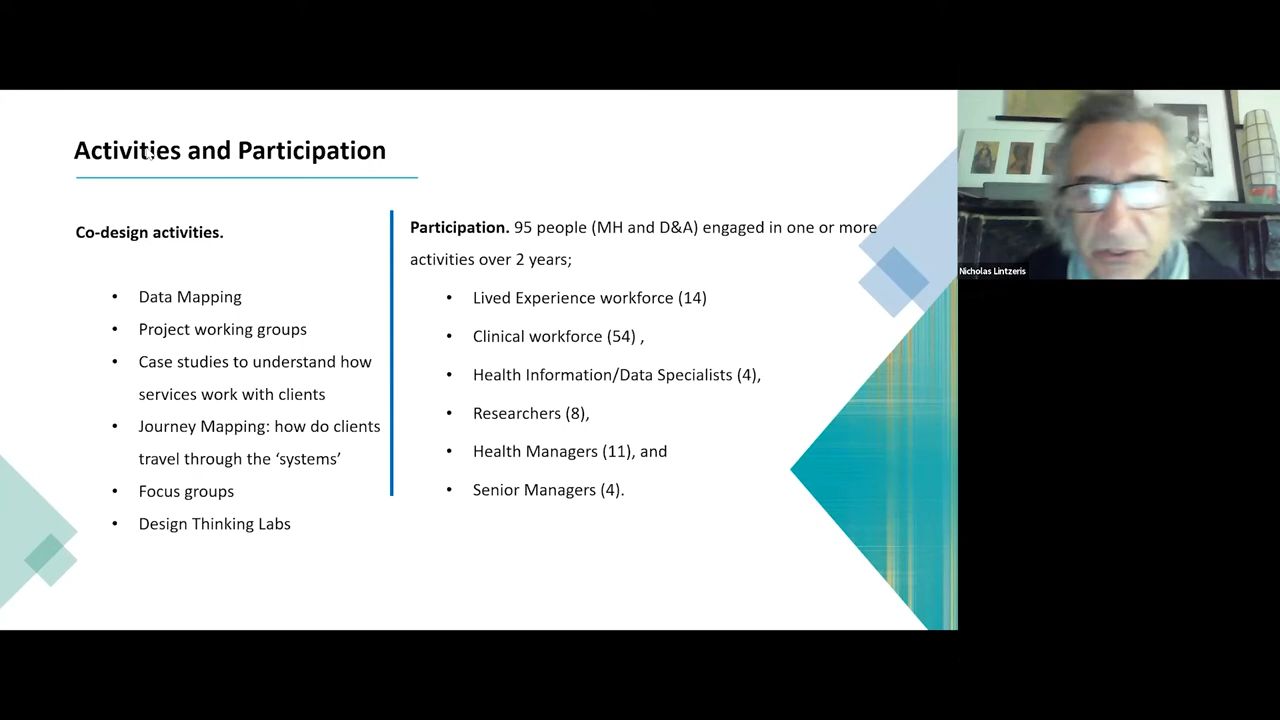 Activities and Participation
Co-design activities.
• Data Mapping
• Project working groups
• Case studies to understand how
services work with clients
• Journey Mapping: how do clients
travel through the ‘systems’
• Focus groups
• Design Thinking Labs
Participation. 95 people (MH and D&A) engaged in one or more
activities over 2 years;
• Lived Experience workforce (14)
• Clinical workforce (54) ,
• Health Information/Data Specialists (4),
• Researchers (8),
• Health Managers (11), and
• Senior Managers (4).
Nicholas Lintzeris